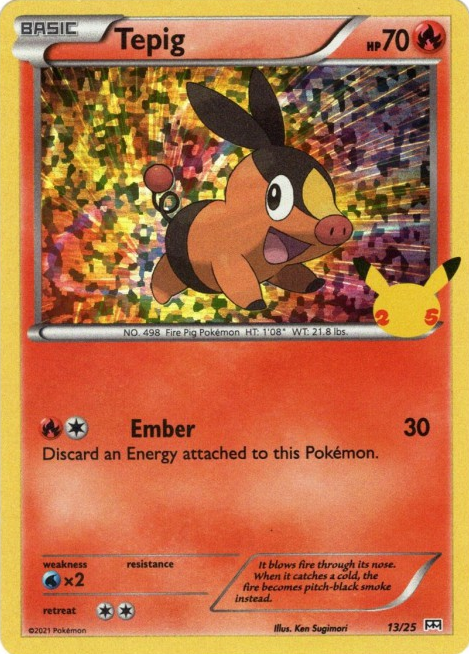 BASIC
Tepig
HP70
25
NO. 498 Fire Pig Pokémon HT: 1'08" WT: 21.8 lbs.
Ember 30
Discard an Energy attached to this Pokémon.
weakness resistance
×2
retreat
It blows fire through its nose.
When it catches a cold, the
fire becomes pitch-black smoke
instead.
©2021 Pokémon Illus. Ken Sugimori 13/25